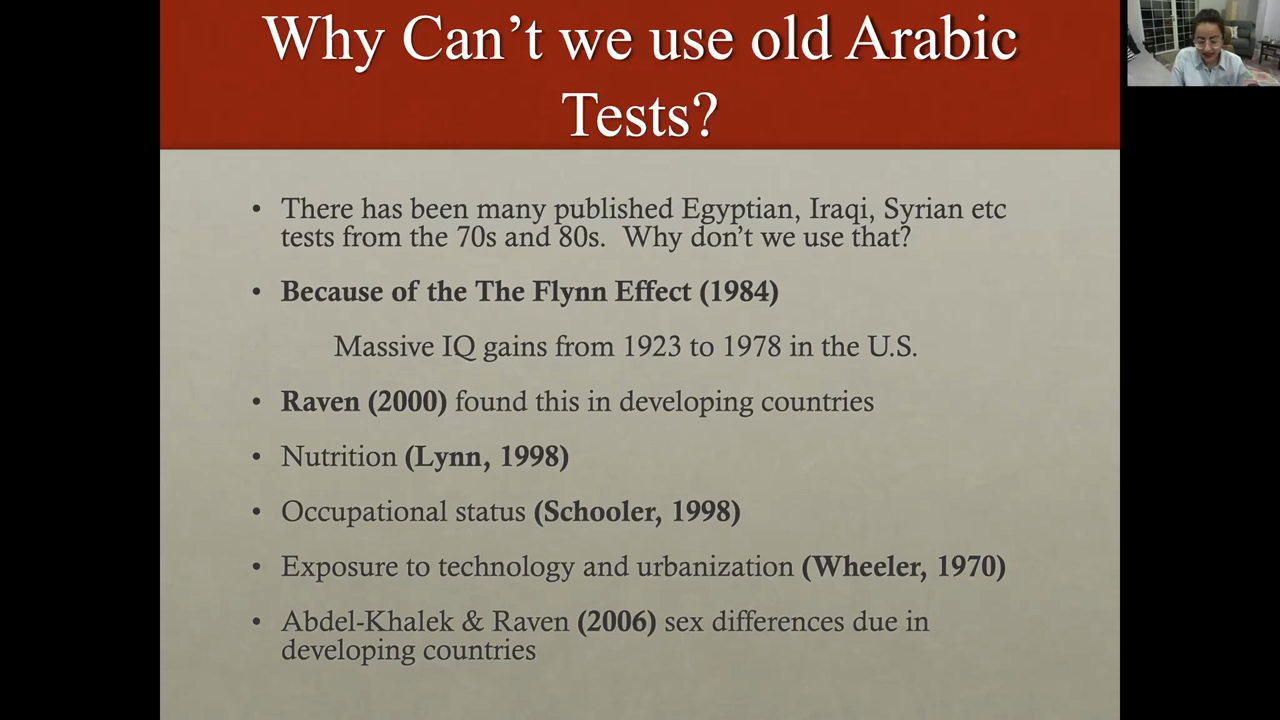 Why Can’t we use old Arabic
Tests?
• There has been many published Egyptian, Iraqi, Syrian etc
tests from the 70s and 80s.  Why don’t we use that?
• Because of the The Flynn Effect (1984)
Massive IQ gains from 1923 to 1978 in the U.S.
• Raven (2000) found this in developing countries
• Nutrition (Lynn, 1998)
• Occupational status (Schooler, 1998)
• Exposure to technology and urbanization (Wheeler, 1970)
• Abdel-Khalek & Raven (2006) sex differences due in
developing countries